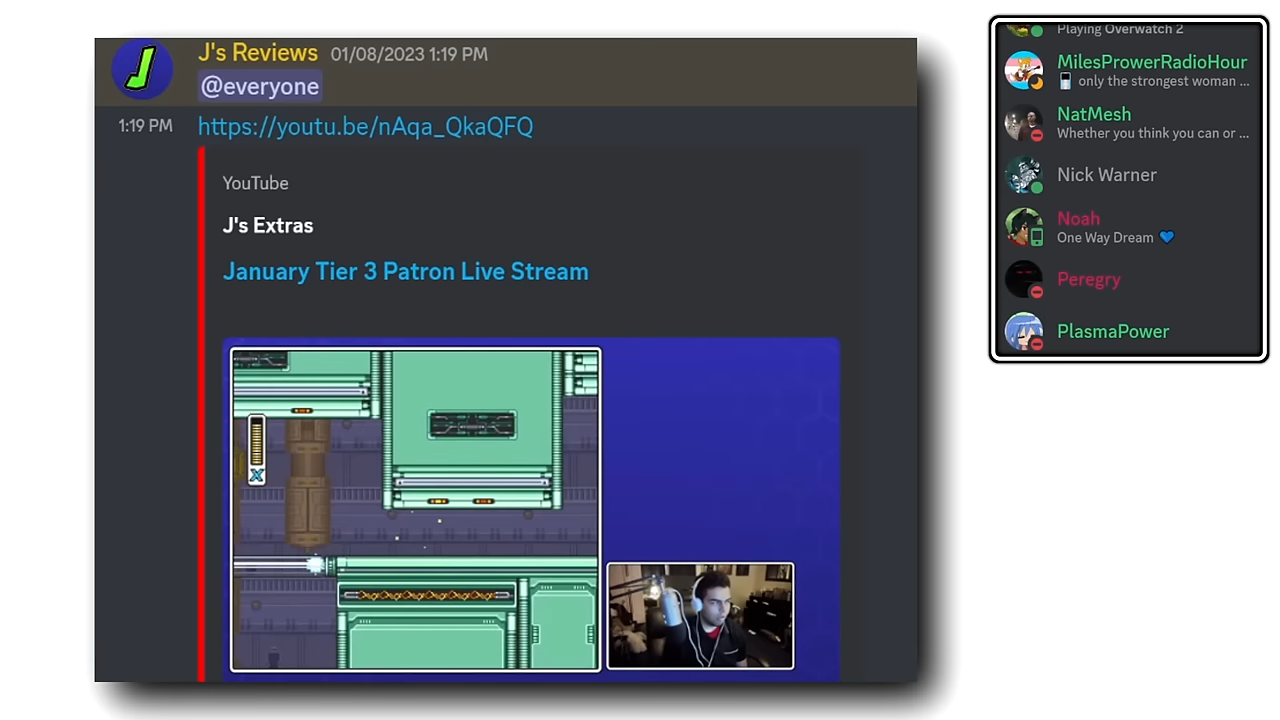 J's Reviews 01/08/2023 1:19 PM
@everyone
1:19 PM https://youtu.be/nAqa_QkaQFQ
YouTube
J's Extras
January Tier 3 Patron Live Stream
X
Playing Overwatch 2
MilesProwerRadioHour
only the strongest woman ...
NatMesh
Whether you think you can or ...
Nick Warner
Noah
One Way Dream 💙
Peregry
PlasmaPower